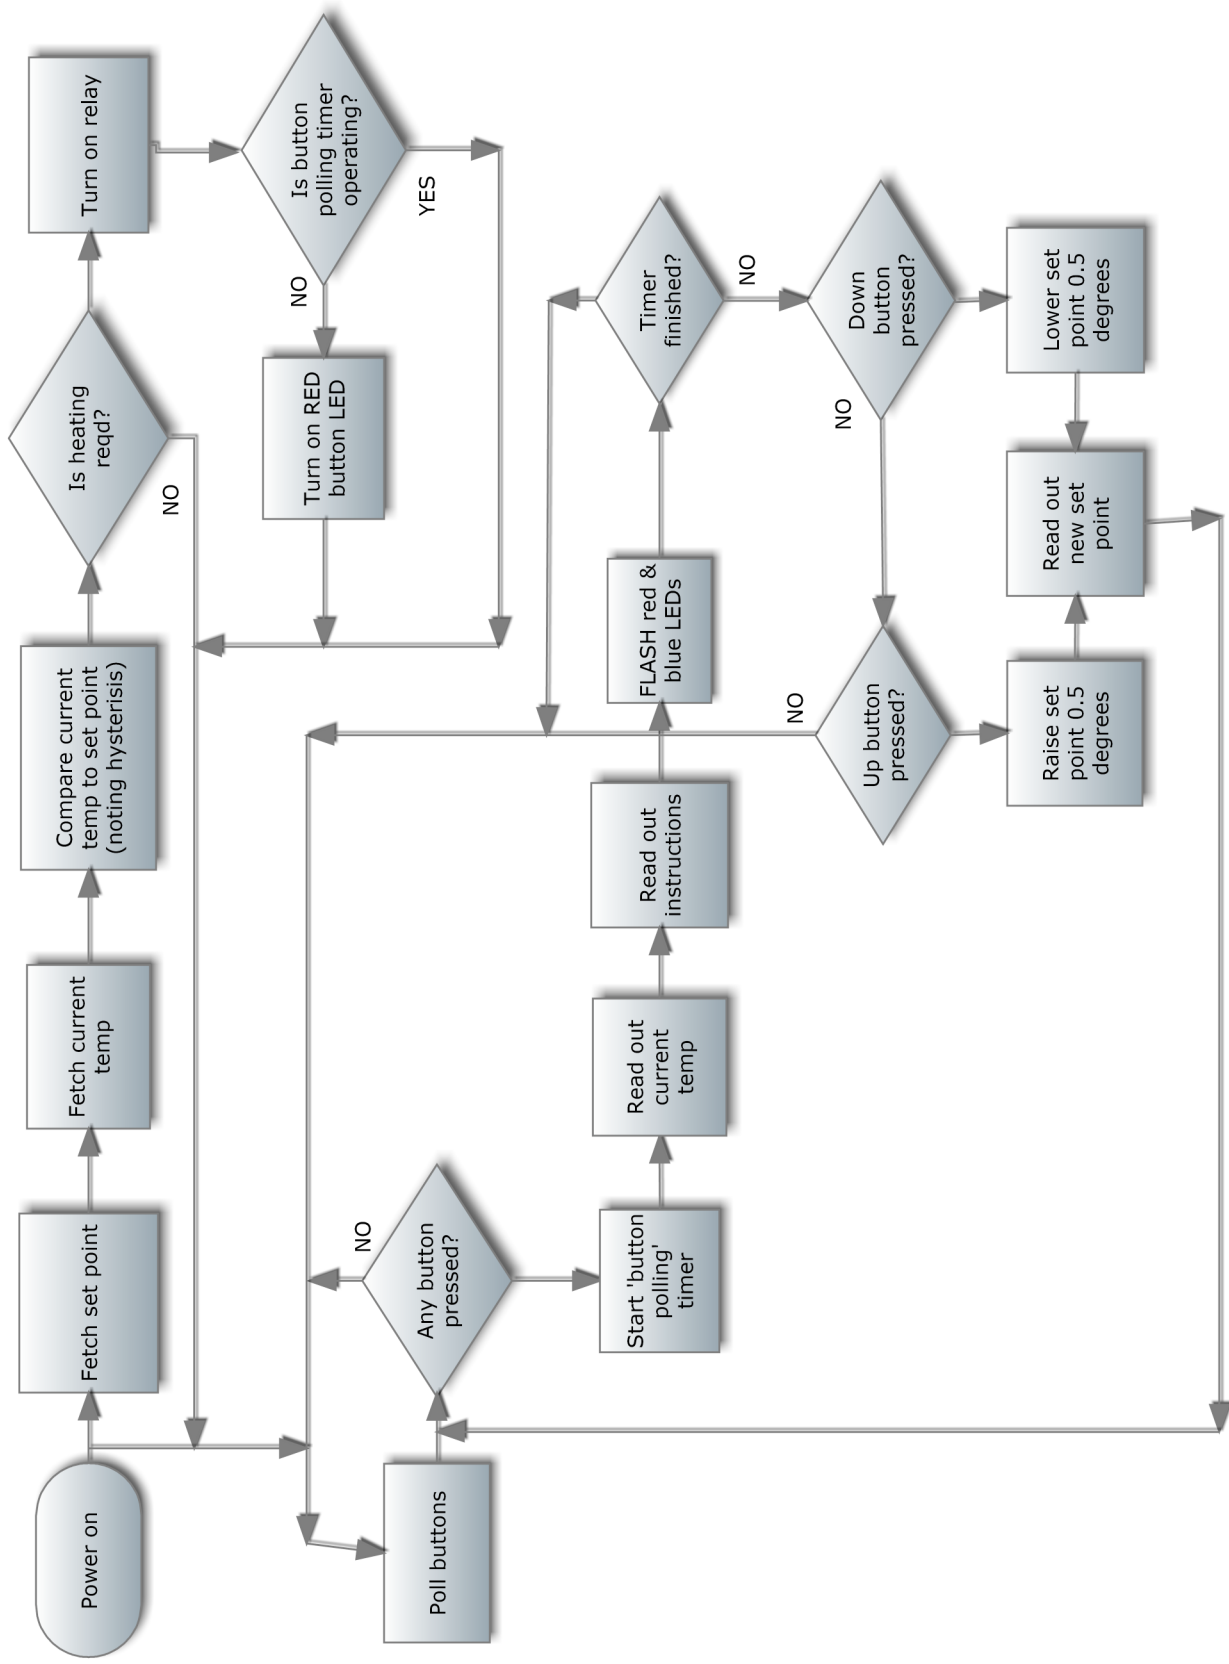 Power on
Fetch set point
Fetch current
temp
Compare current
temp to set point
(noting hysterisis)
Is heating
reqd?
NO
Turn on relay
Is button
polling timer
operating?
NO
YES
Turn on RED
button LED
Poll buttons
Any button
pressed?
NO
Start 'button
polling'
timer
Read out
current
temp
Read out
instructions
FLASH red &
blue LEDs
Timer
finished?
NO
Down
button
pressed?
NO
Up button
pressed?
NO
Raise set
point 0.5
degrees
Read out
new set
point
Lower set
point 0.5
degrees